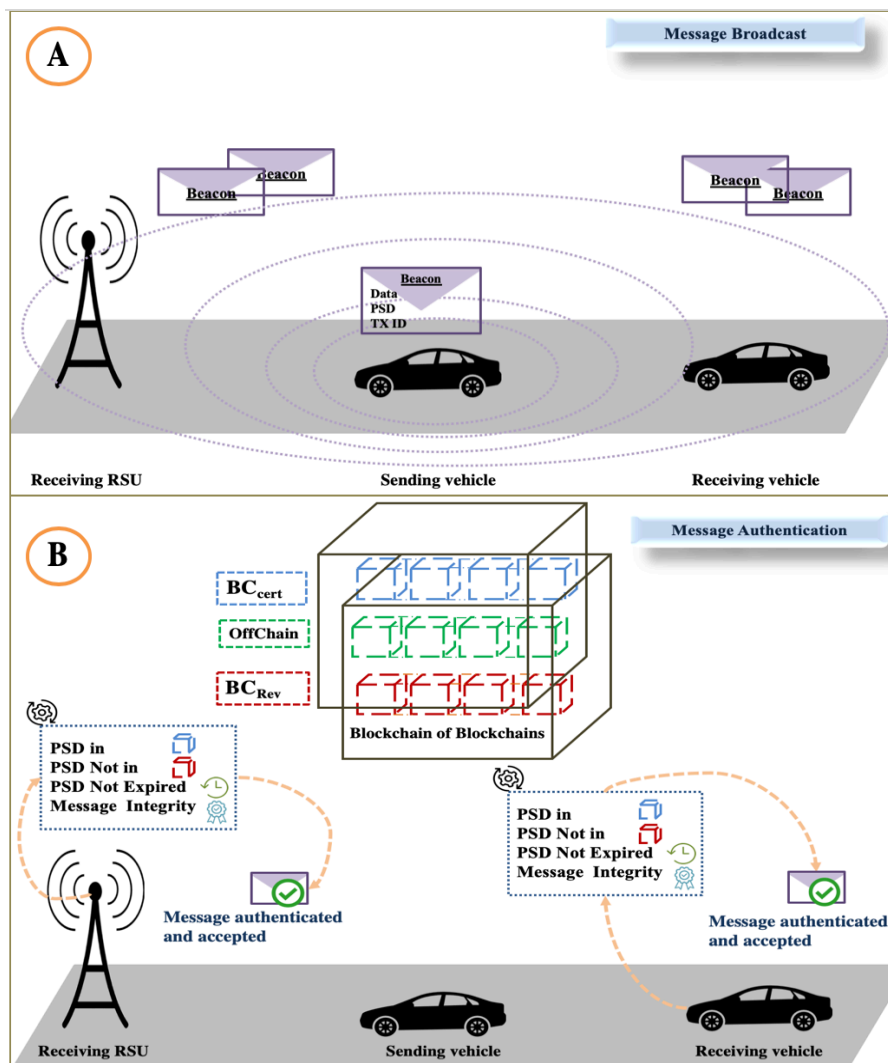 A
Message Broadcast
Beacon
Beacon
Beacon
Beacon
Beacon
Data
PSD
TX ID
Receiving RSU
Sending vehicle
Receiving vehicle
B
Message Authentication
BCcert
OffChain
BCRev
Blockchain of Blockchains
PSD in
PSD Not in
PSD Not Expired
Message Integrity
PSD in
PSD Not in
PSD Not Expired
Message Integrity
Message authenticated
and accepted
Message authenticated
and accepted
Receiving RSU
Sending vehicle
Receiving vehicle